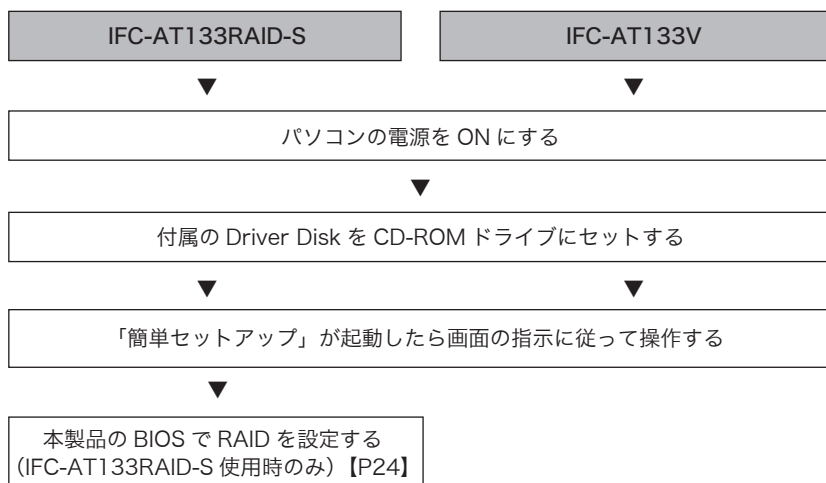 IFC-AT133RAID-S
IFC-AT133V
パソコンの電源を ON にする
付属の Driver Disk を CD-ROM ドライブにセットする
「簡単セットアップ」が起動したら画面の指示に従って操作する
本製品の BIOS で RAID を設定する
(IFC-AT133RAID-S 使用時のみ)【P24】